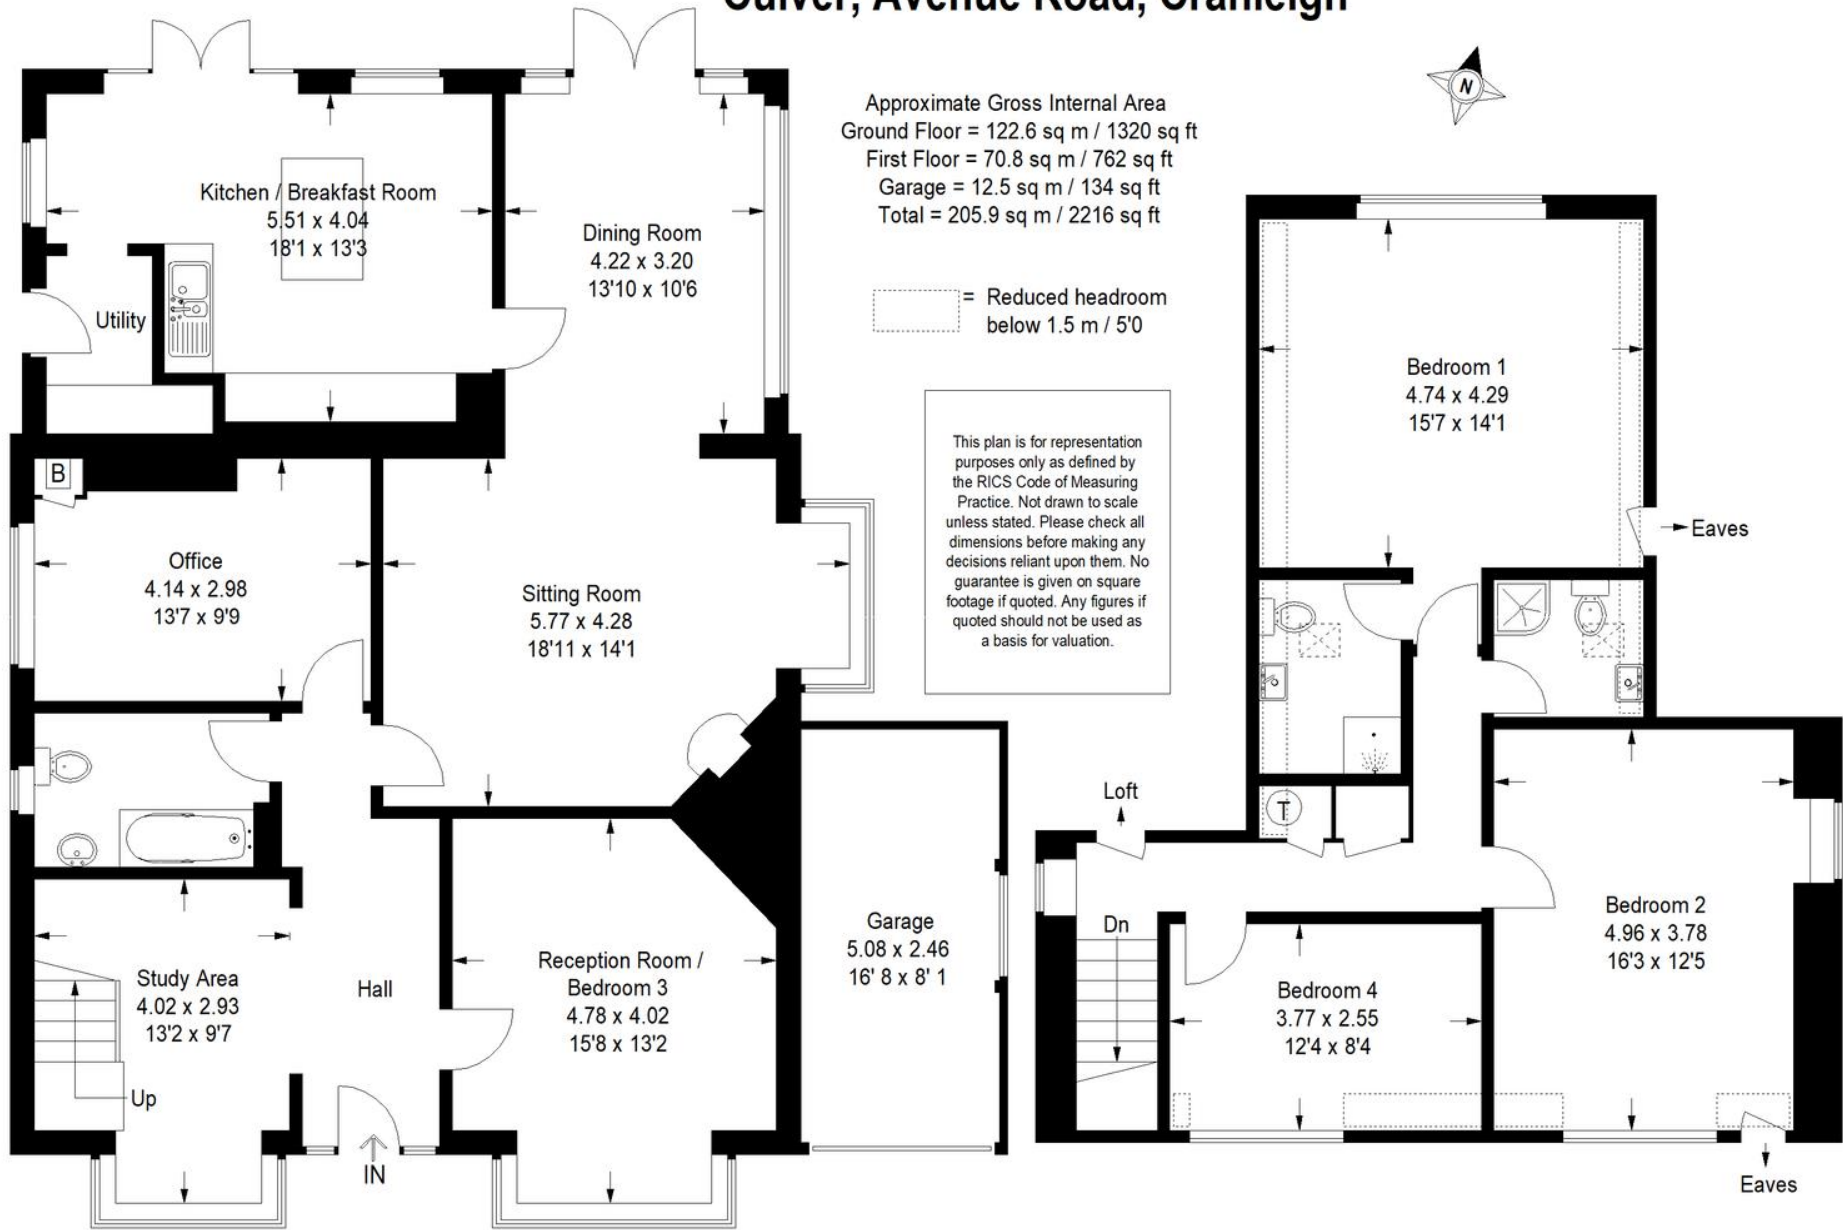 Culver, Avenue Road, Cranleigh
N
Approximate Gross Internal Area
Ground Floor = 122.6 sq m / 1320 sq ft
First Floor = 70.8 sq m / 762 sq ft
Garage = 12.5 sq m / 134 sq ft
Total = 205.9 sq m / 2216 sq ft
= Reduced headroom
below 1.5 m / 5'0
This plan is for representation
purposes only as defined by
the RICS Code of Measuring
Practice. Not drawn to scale
unless stated. Please check all
dimensions before making any
decisions reliant upon them. No
guarantee is given on square
footage if quoted. Any figures if
quoted should not be used as
a basis for valuation.
Kitchen / Breakfast Room
5.51 x 4.04
18'1 x 13'3
Dining Room
4.22 x 3.20
13'10 x 10'6
Utility
B
Office
4.14 x 2.98
13'7 x 9'9
Sitting Room
5.77 x 4.28
18'11 x 14'1
Study Area
4.02 x 2.93
13'2 x 9'7
Up
Hall
IN
Reception Room /
Bedroom 3
4.78 x 4.02
15'8 x 13'2
Garage
5.08 x 2.46
16' 8 x 8' 1
Bedroom 1
4.74 x 4.29
15'7 x 14'1
Eaves
Loft
T
Dn
Bedroom 2
4.96 x 3.78
16'3 x 12'5
Bedroom 4
3.77 x 2.55
12'4 x 8'4
Eaves